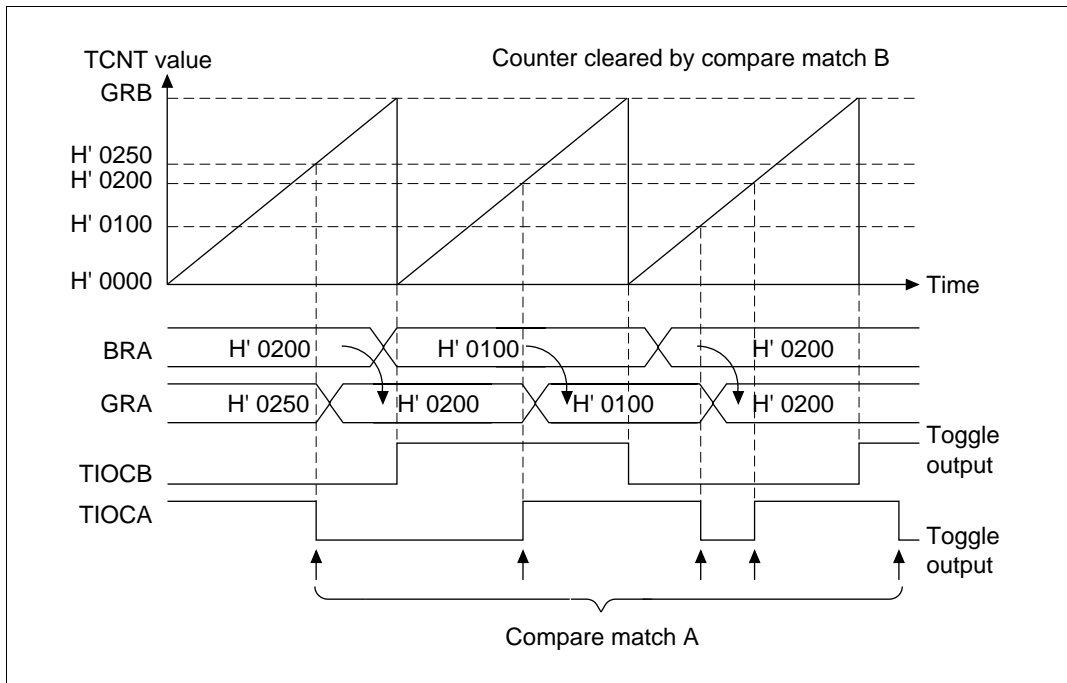 TCNT value
Counter cleared by compare match B
GRB
H' 0250
H' 0200
H' 0100
H' 0000
Time
BRA
H' 0200
H' 0100
H' 0200
GRA
H' 0250
H' 0200
H' 0100
H' 0200
TIOCB
Toggle
output
TIOCA
Toggle
output
Compare match A